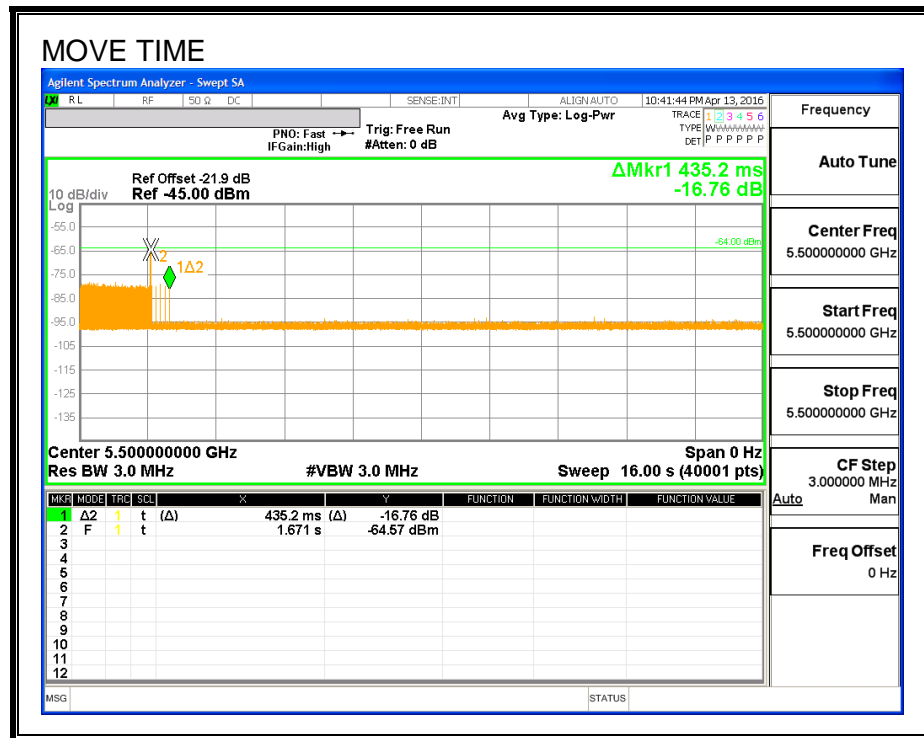 MOVE TIME
Agilent Spectrum Analyzer - Swept SA
LXI RL RF 50 Ω DC SENSE:INT ALIGN AUTO 10:41:44 PM Apr 13, 2016
PNO: Fast IFGain:High
Trig: Free Run #Atten: 0 dB
Avg Type: Log-Pwr
TRACE 1 2 3 4 5 6
TYPE WWWWWW
DET P P P P P P
ΔMkr1 435.2 ms
-16.76 dB
Ref Offset -21.9 dB
10 dB/div Ref -45.00 dBm
Log
-55.0
-65.0
-75.0
-85.0
-95.0
-105
-115
-125
-135
-64.00 dBm
2
1Δ2
Center 5.500000000 GHz Span 0 Hz
Res BW 3.0 MHz #VBW 3.0 MHz Sweep 16.00 s (40001 pts)
MKR MODE TRC SCL X Y FUNCTION FUNCTION WIDTH FUNCTION VALUE
1 Δ2 1 t (Δ) 435.2 ms (Δ) -16.76 dB
2 F 1 t 1.671 s -64.57 dBm
3
4
5
6
7
8
9
10
11
12
MSG STATUS
Frequency
Auto Tune
Center Freq
5.500000000 GHz
Start Freq
5.500000000 GHz
Stop Freq
5.500000000 GHz
CF Step
3.000000 MHz
Auto Man
Freq Offset
0 Hz